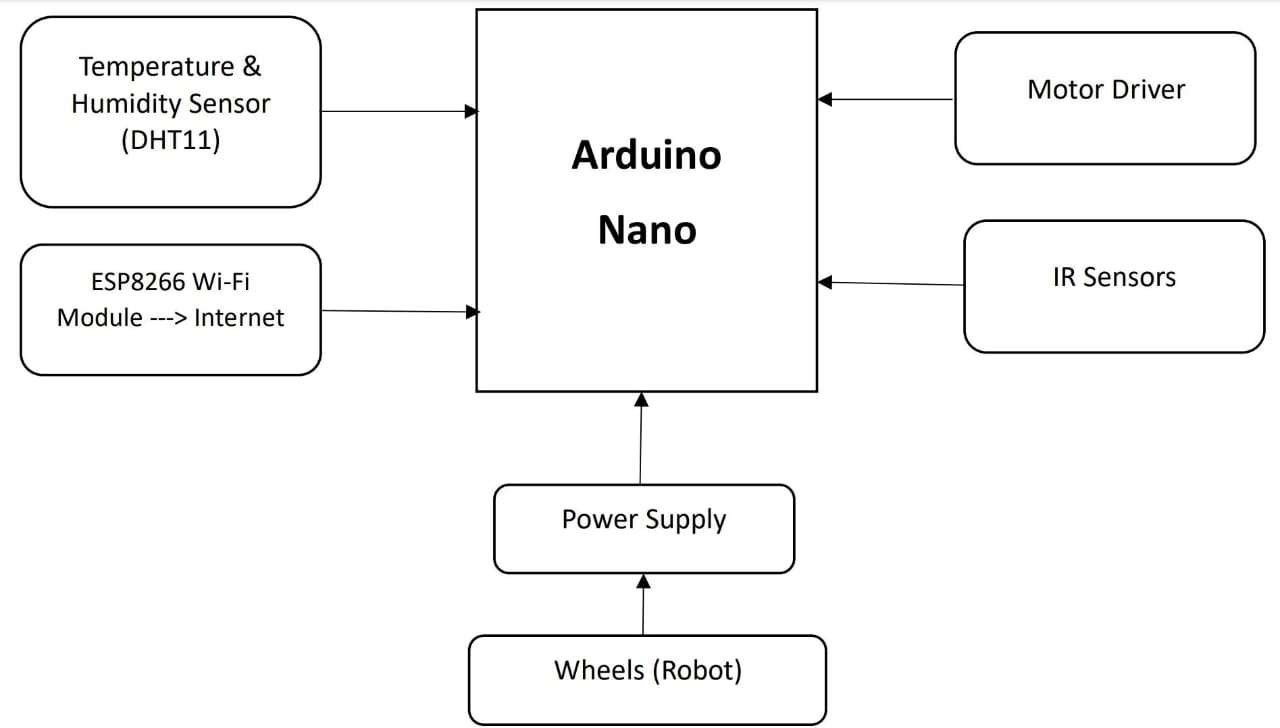 Temperature &
Humidity Sensor
(DHT11)
ESP8266 Wi-Fi
Module ---> Internet
Arduino
Nano
Motor Driver
IR Sensors
Power Supply
Wheels (Robot)